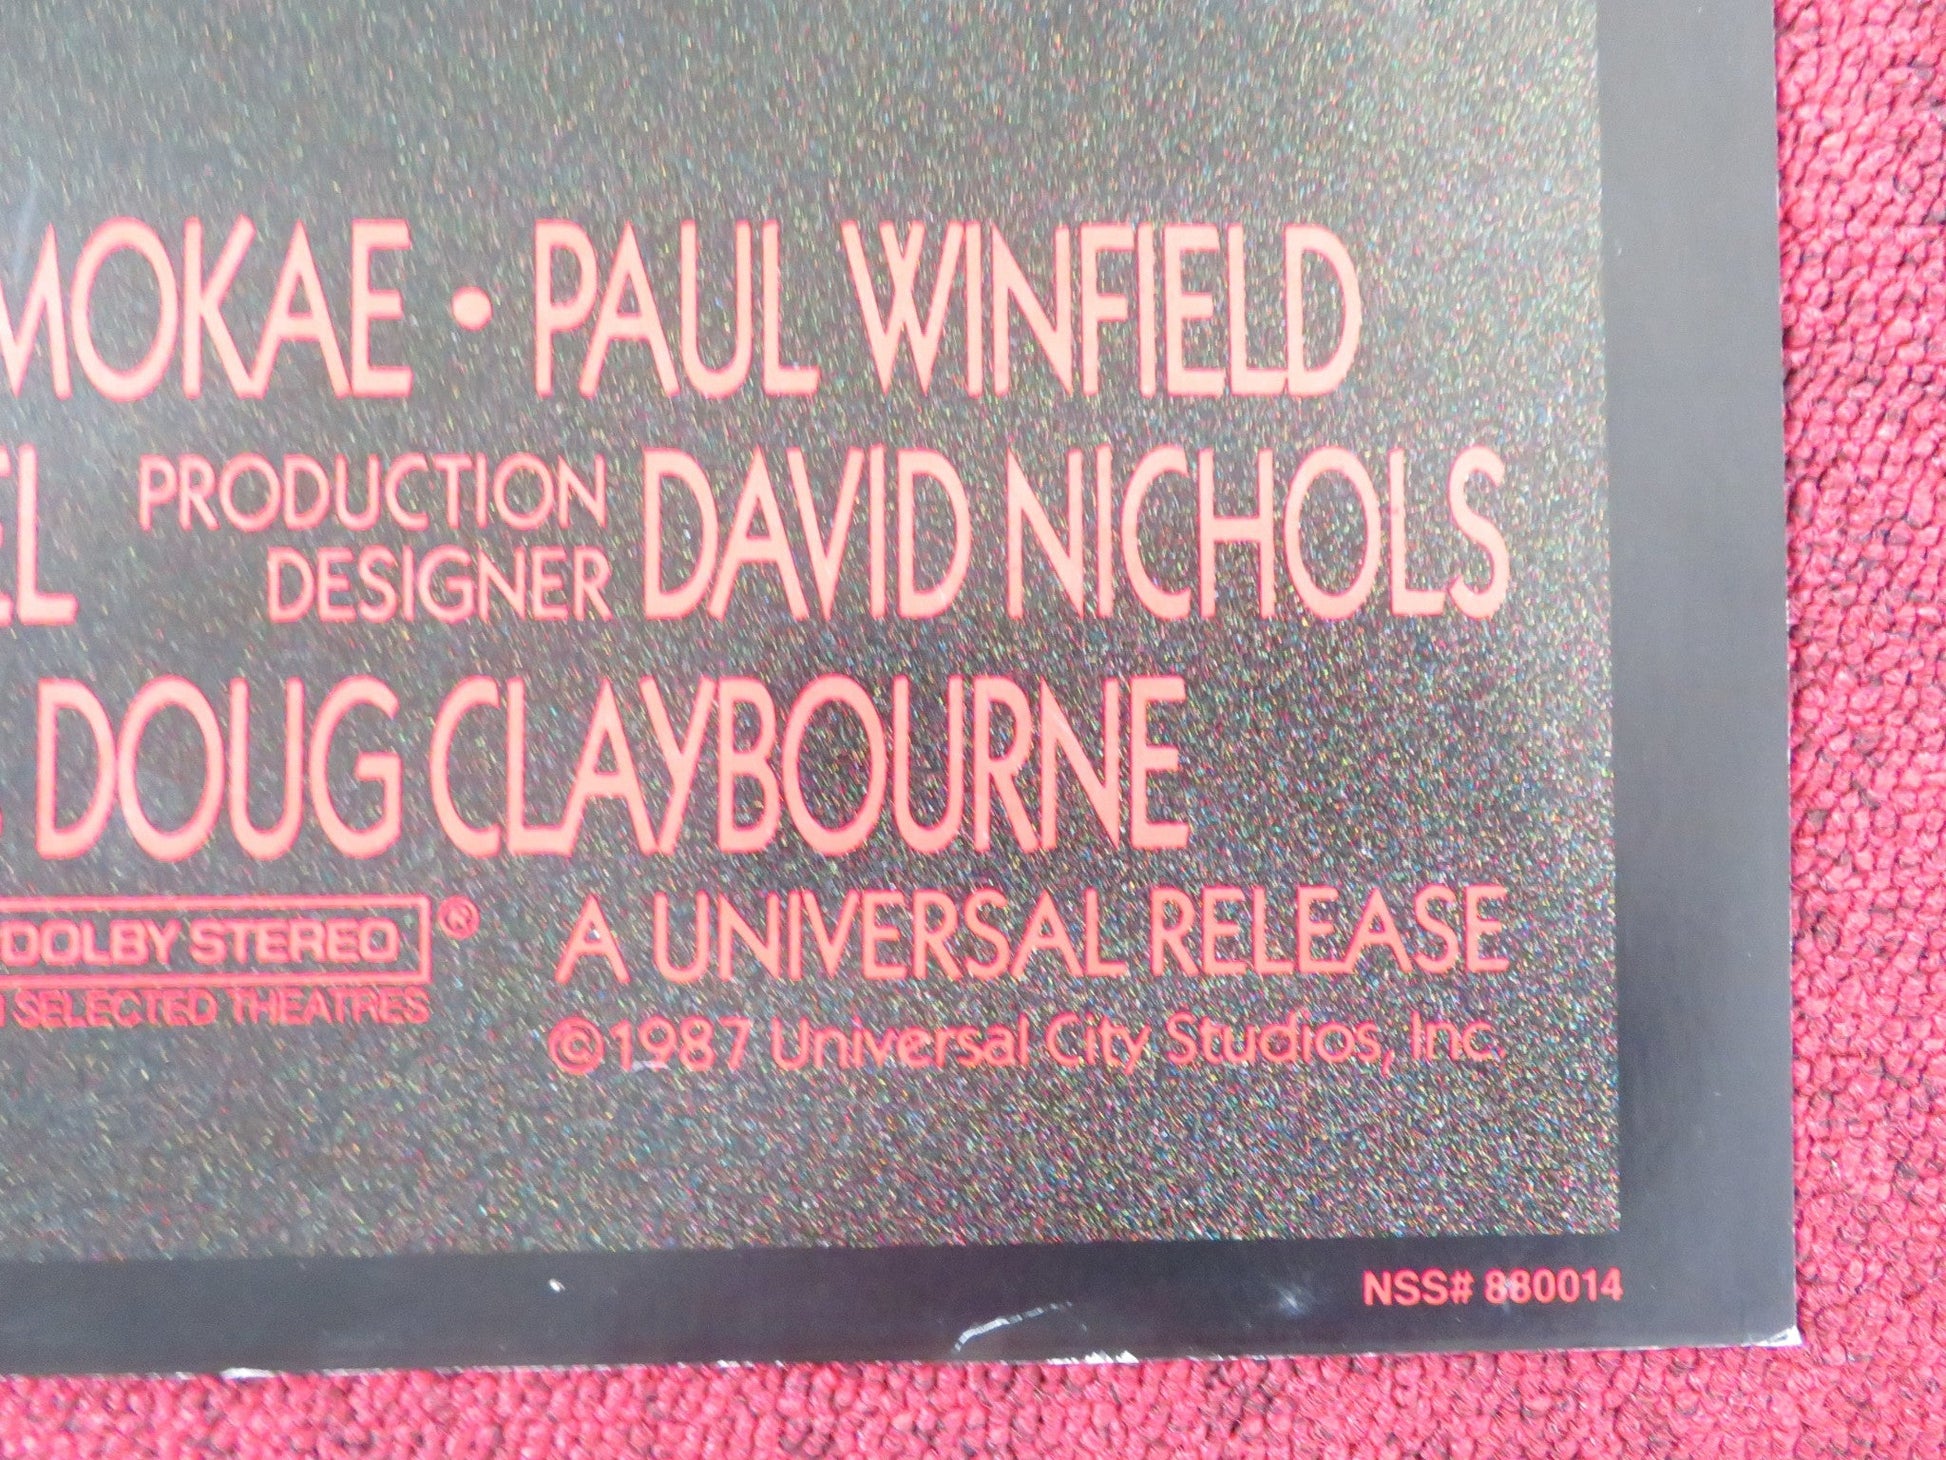 MOKAE • PAUL WINFIELD
EL PRODUCTION DESIGNER DAVID NICHOLS
DOUG CLAYBOURNE
DOLBY STEREO ® A UNIVERSAL RELEASE
SELECTED THEATRES
©1987 Universal City Studios, Inc.
NSS# 880014